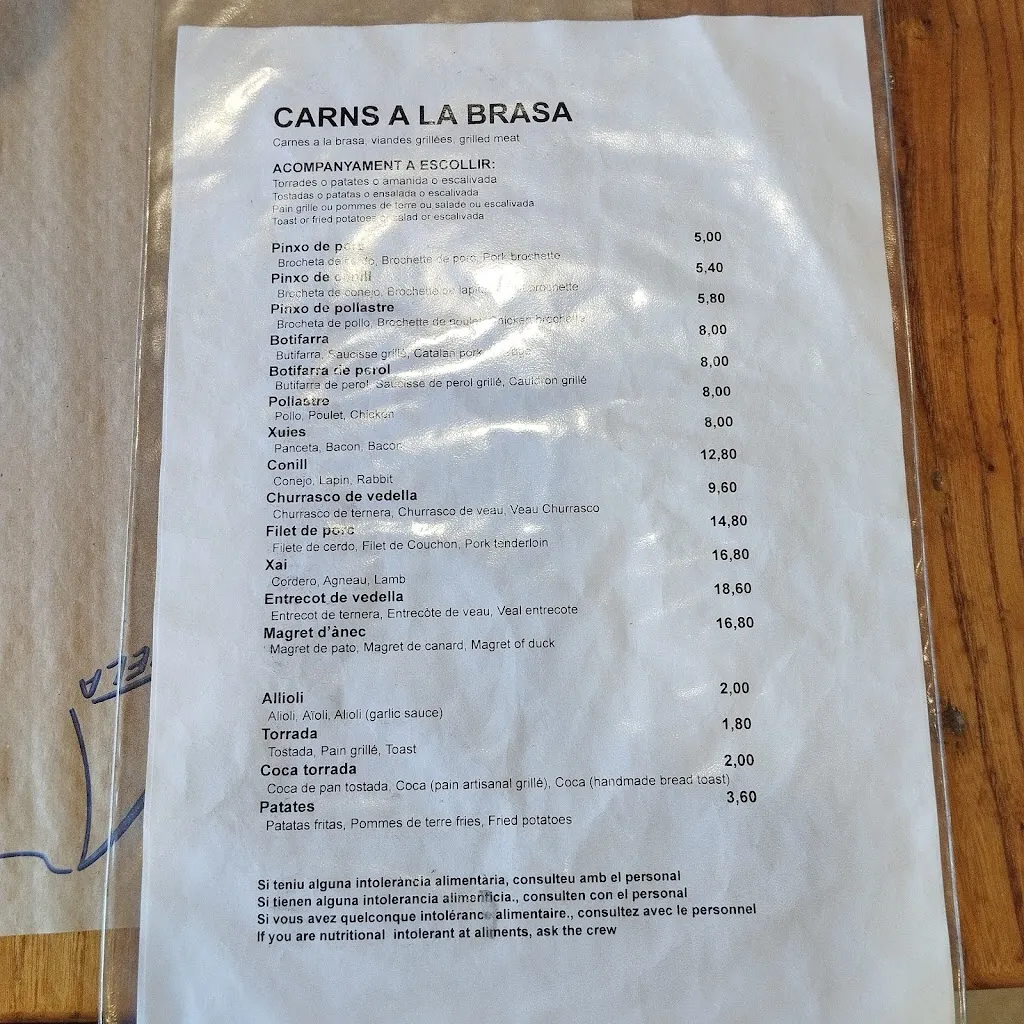 CARNS A LA BRASA
Carnes a la brasa, viandes grillées, grilled meat
ACOMPANYAMENT A ESCOLLIR:
Torrades o patates o amanida o escalivada
Tostadas o patatas o ensalada o escalivada
Pain grille ou pommes de terre ou salade ou escalivada
Toast or fried potatoes or salad or escalivada
Pinxo de porc 5,00
Brocheta de cerdo, Brochette de porc, Pork brochette
Pinxo de conill 5,40
Brocheta de conejo, Brochette de lapin, brochette
Pinxo de pollastre 5,80
Brocheta de pollo, Brochette de poulet, Chicken brochette
Botifarra 8,00
Butifarra, Saucisse grillé, Catalan pork
Botifarra de perol 8,00
Butifarra de perol, Saucisse de perol grillé, Cauldron grillé
Pollastre 8,00
Pollo, Poulet, Chicken
Xuies 8,00
Panceta, Bacon, Bacon
Conill 12,80
Conejo, Lapin, Rabbit
Churrasco de vedella 9,60
Churrasco de ternera, Churrasco de veau, Veau Churrasco
Filet de porc 14,80
Filete de cerdo, Filet de Couchon, Pork tenderloin
Xai 16,80
Cordero, Agneau, Lamb
Entrecot de vedella 18,60
Entrecot de ternera, Entrecôte de veau, Veal entrecote
Magret d'ànec 16,80
Magret de pato, Magret de canard, Magret of duck
Allioli 2,00
Alioli, Aïoli, Alioli (garlic sauce)
Torrada 1,80
Tostada, Pain grillé, Toast
Coca torrada 2,00
Coca de pan tostada, Coca (pain artisanal grillé), Coca (handmade bread toast)
Patates 3,60
Patatas fritas, Pommes de terre fries, Fried potatoes
Si teniu alguna intolerància alimentària, consulteu amb el personal
Si tienen alguna intolerancia alimenticia., consulten con el personal
Si vous avez quelconque intolérance alimentaire., consultez avec le personnel
If you are nutritional intolerant at aliments, ask the crew